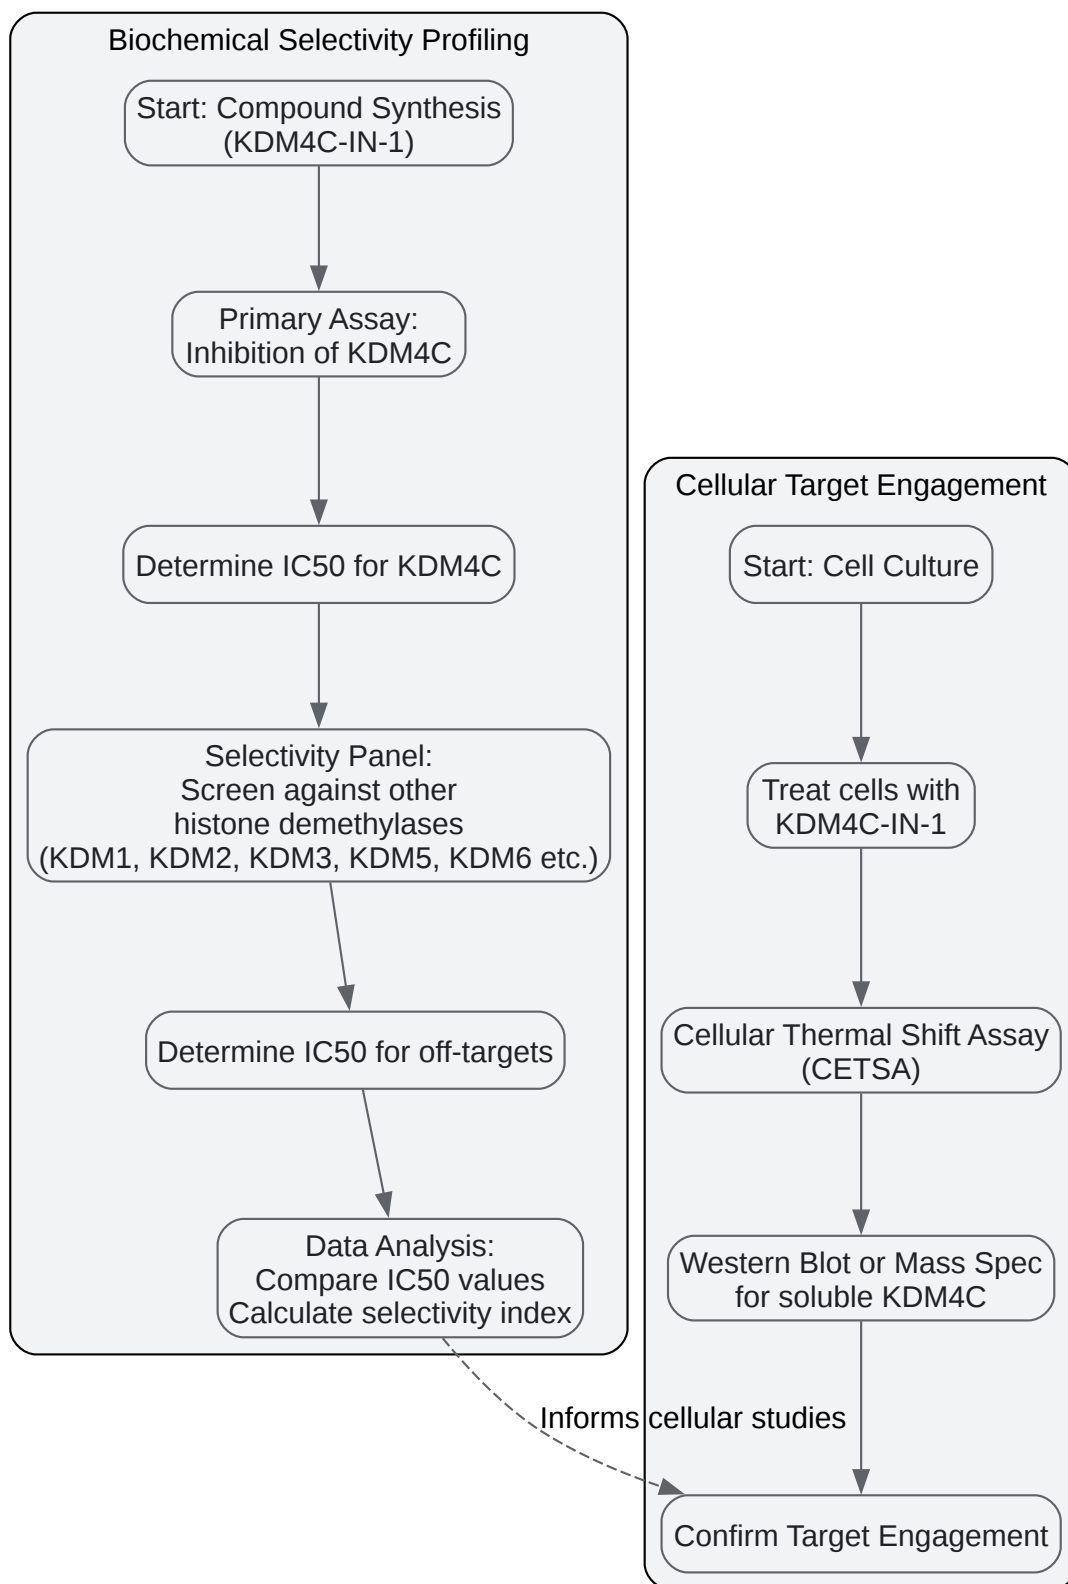 Biochemical Selectivity Profiling
Start: Compound Synthesis
(KDM4C-IN-1)
Primary Assay:
Inhibition of KDM4C
Determine IC50 for KDM4C
Selectivity Panel:
Screen against other
histone demethylases
(KDM1, KDM2, KDM3, KDM5, KDM6 etc.)
Determine IC50 for off-targets
Data Analysis:
Compare IC50 values
Calculate selectivity index
Informs cellular studies
Cellular Target Engagement
Start: Cell Culture
Treat cells with
KDM4C-IN-1
Cellular Thermal Shift Assay
(CETSA)
Western Blot or Mass Spec
for soluble KDM4C
Confirm Target Engagement